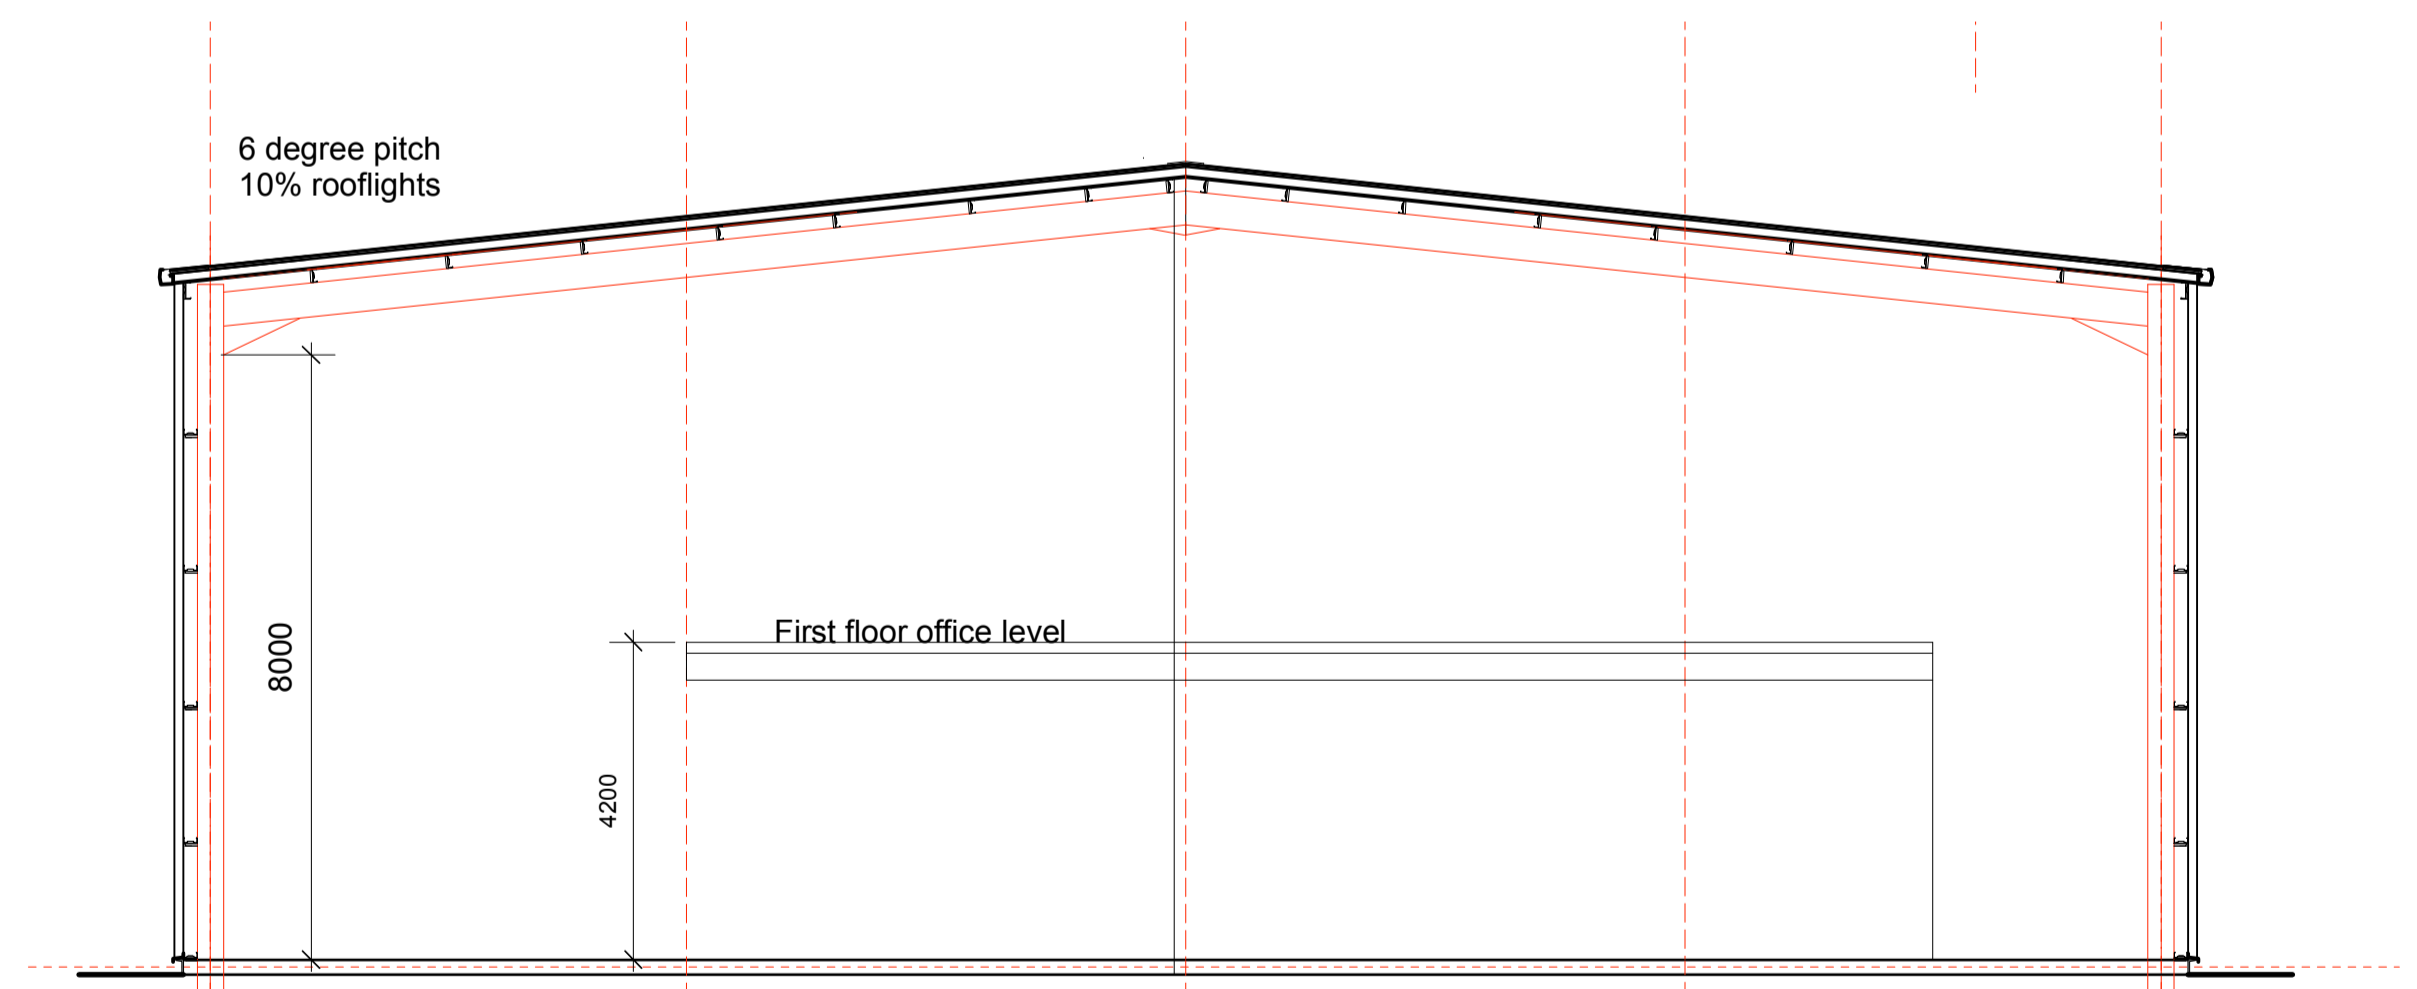 6 degree pitch
10% rooflights
8000
First floor office level
4200